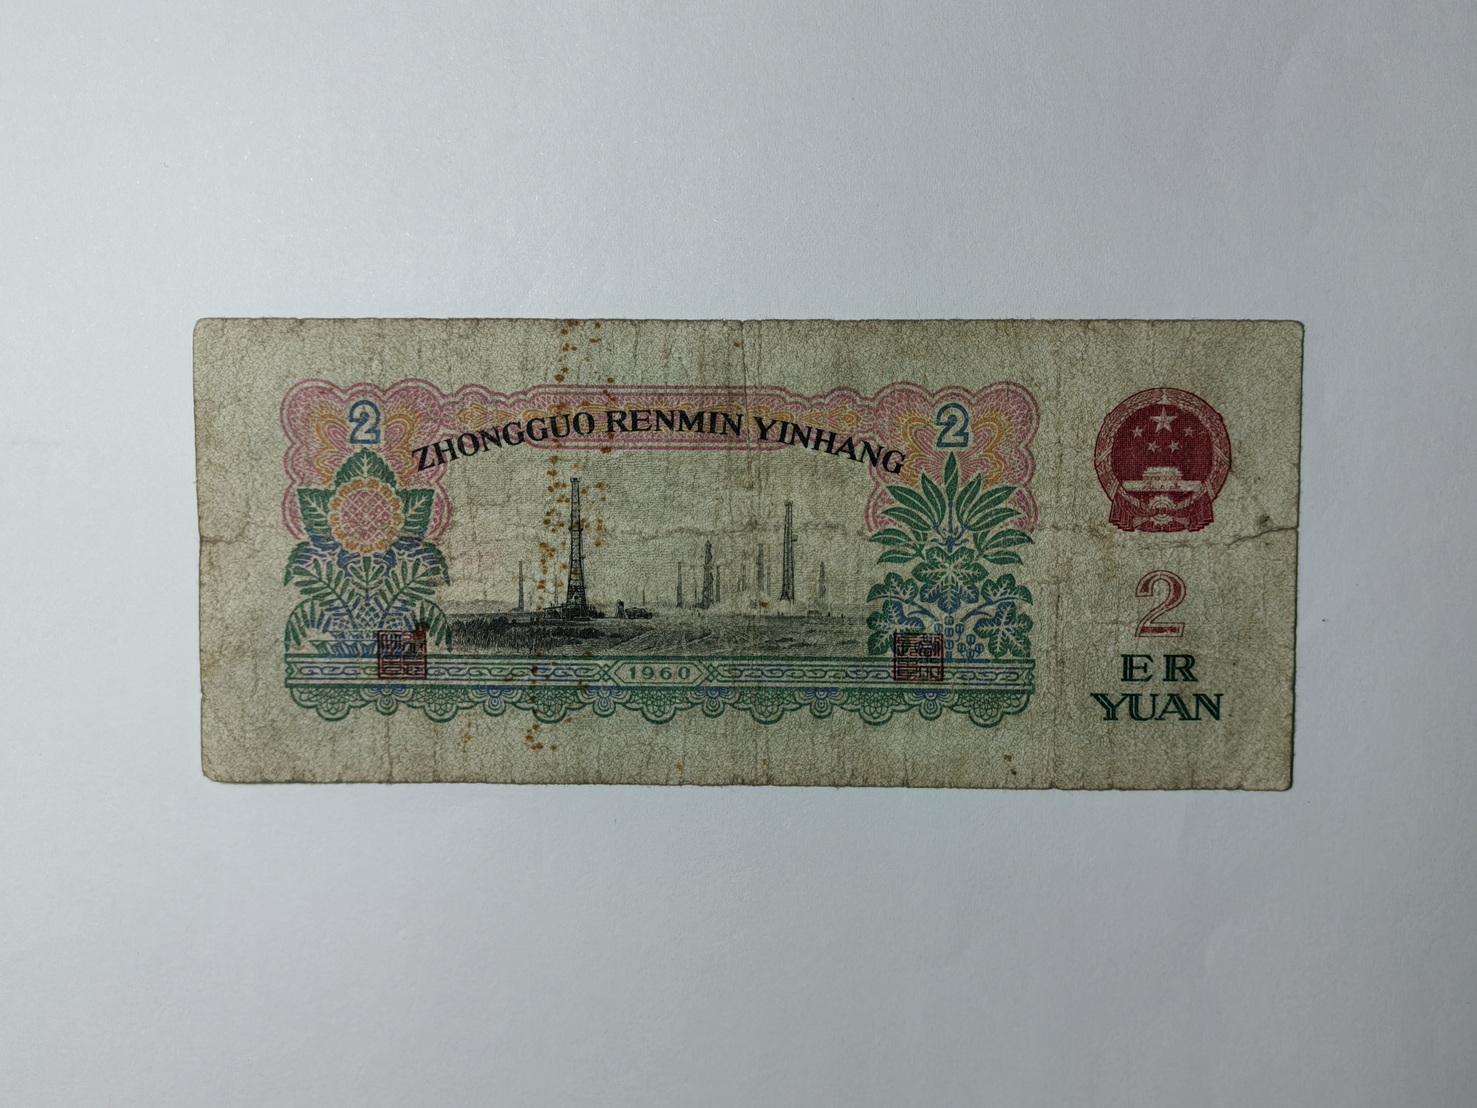 2
2
ZHONGGUO RENMIN YINHANG
2
ER
YUAN
1960